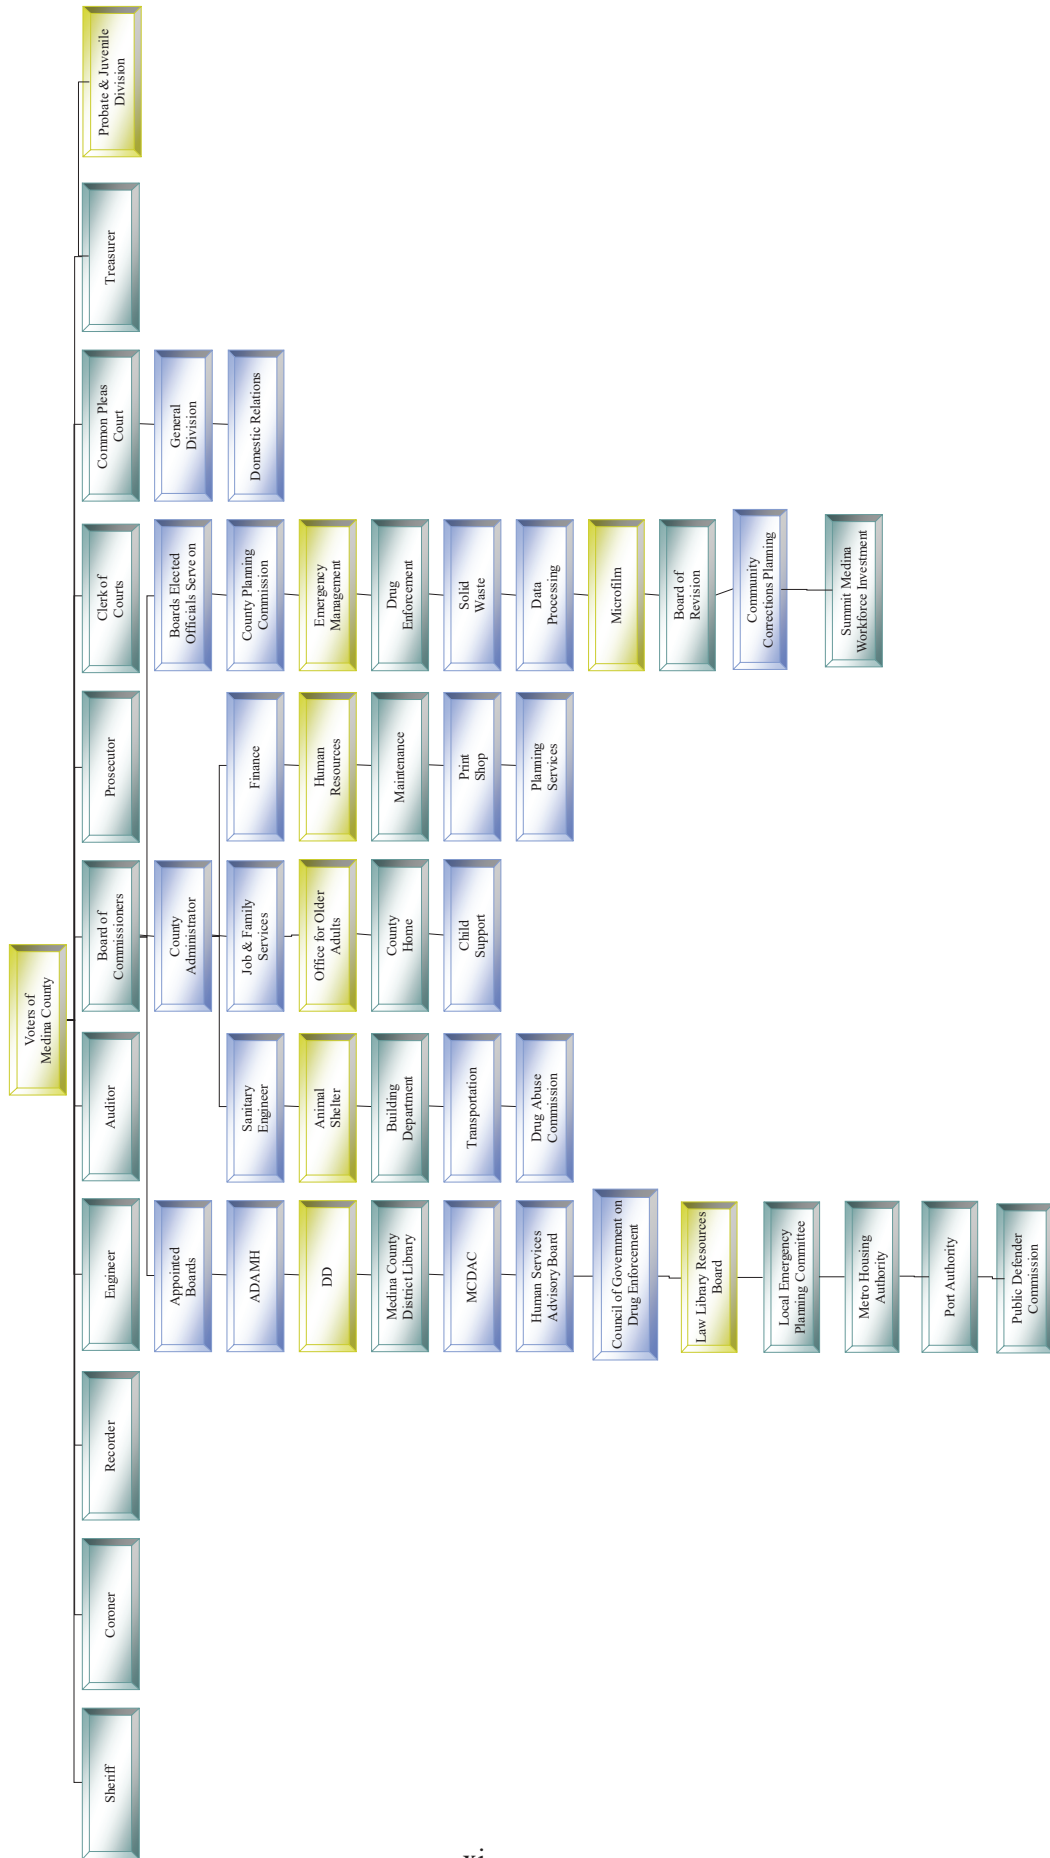 Voters of
Medina County
Sheriff
Coroner
Recorder
Engineer
Auditor
Board of
Commissioners
Prosecutor
Clerk of
Courts
Common Pleas
Court
Treasurer
Probate & Juvenile
Division
Appointed
Boards
County
Administrator
Boards Elected
Officials Serve on
General
Division
ADAMH
Sanitary
Engineer
Job & Family
Services
Finance
County Planning
Commission
Domestic Relations
DD
Animal
Shelter
Office for Older
Adults
Human
Resources
Emergency
Management
Medina County
District Library
Building
Department
County
Home
Maintenance
Drug
Enforcement
MCDAC
Transportation
Child
Support
Print
Shop
Solid
Waste
Human Services
Advisory Board
Drug Abuse
Commission
Planning
Services
Data
Processing
Council of Government on
Drug Enforcement
Microfilm
Law Library Resources
Board
Board of
Revision
Local Emergency
Planning Committee
Community
Corrections Planning
Metro Housing
Authority
Summit Medina
Workforce Investment
Port Authority
Public Defender
Commission
xi